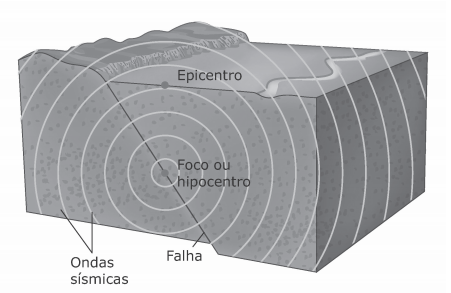 Epicentro
Foco ou
hipocentro
Falha
Ondas
sísmicas